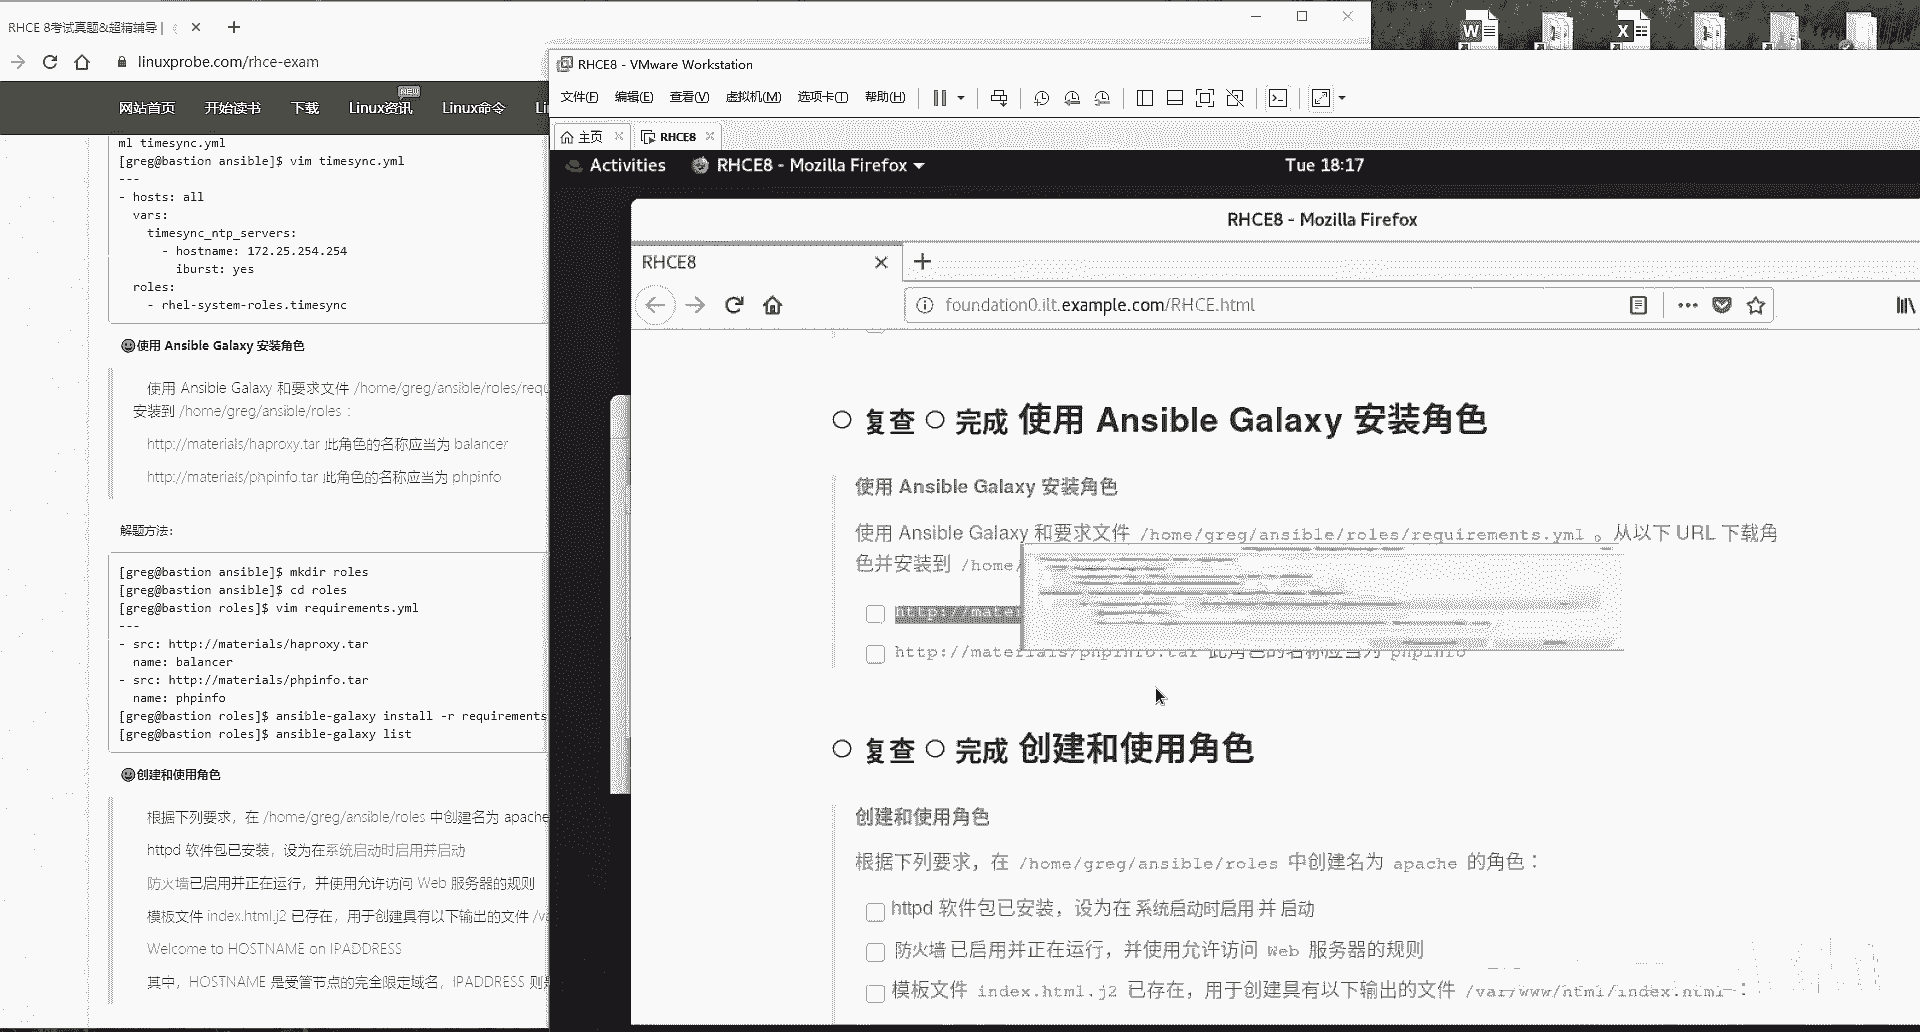 RHCE 8考试真题&超精辅导 |
linuxprobe.com/rhce-exam
网站首页 开始读书 下载 Linux资讯 NEW Linux命令
ml timesync.yml
[greg@bastion ansible]$ vim timesync.yml
---
- hosts: all
vars:
timesync_ntp_servers:
- hostname: 172.25.254.254
iburst: yes
roles:
- rhel-system-roles.timesync
使用 Ansible Galaxy 安装角色
使用 Ansible Galaxy 和要求文件 /home/greg/ansible/roles/requ
安装到 /home/greg/ansible/roles :
http://materials/haproxy.tar 此角色的名称应当为 balancer
http://materials/phpinfo.tar 此角色的名称应当为 phpinfo
解题方法:
[greg@bastion ansible]$ mkdir roles
[greg@bastion ansible]$ cd roles
[greg@bastion roles]$ vim requirements.yml
---
- src: http://materials/haproxy.tar
name: balancer
- src: http://materials/phpinfo.tar
name: phpinfo
[greg@bastion roles]$ ansible-galaxy install -r requirements
[greg@bastion roles]$ ansible-galaxy list
创建和使用角色
根据下列要求，在 /home/greg/ansible/roles 中创建名为 apache
httpd 软件包已安装，设为在系统启动时启用并启动
防火墙已启用并正在运行，并使用允许访问 Web 服务器的规则
模板文件 index.html.j2 已存在，用于创建具有以下输出的文件 /va
Welcome to HOSTNAME on IPADDRESS
其中，HOSTNAME 是受管节点的完全限定域名，IPADDRESS 则是
RHCE8 - VMware Workstation
文件(F) 编辑(E) 查看(V) 虚拟机(M) 选项卡(T) 帮助(H)
主页 RHCE8
Activities RHCE8 - Mozilla Firefox Tue 18:17
RHCE8 - Mozilla Firefox
RHCE8
foundation0.ilt.example.com/RHCE.html
复查 完成 使用 Ansible Galaxy 安装角色
使用 Ansible Galaxy 安装角色
使用 Ansible Galaxy 和要求文件 /home/greg/ansible/roles/requirements.yml 。从以下 URL 下载角
色并安装到 /home/
http://mater
http://materials/phpinfo.tar 此角色的名称应当为 phpinfo
复查 完成 创建和使用角色
创建和使用角色
根据下列要求，在 /home/greg/ansible/roles 中创建名为 apache 的角色：
httpd 软件包已安装，设为在 系统启动时启用 并 启动
防火墙 已启用并正在运行，并使用允许访问 Web 服务器的规则
模板文件 index.html.j2 已存在，用于创建具有以下输出的文件 /var/www/html/index.html ：